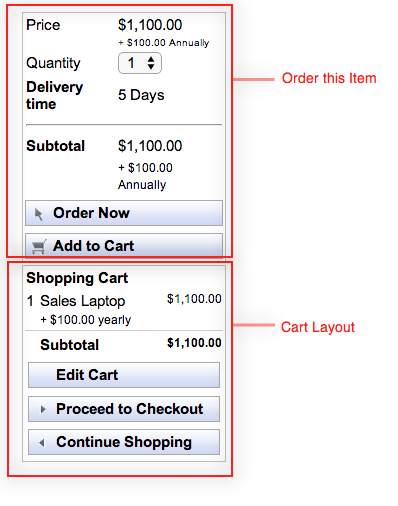 Price $1,100.00
+ $100.00 Annually
Quantity 1
Order this Item
Delivery
time
5 Days
Subtotal $1,100.00
+ $100.00
Annually
Order Now
Add to Cart
Shopping Cart
1 Sales Laptop $1,100.00
+ $100.00 yearly
Cart Layout
Subtotal $1,100.00
Edit Cart
Proceed to Checkout
Continue Shopping